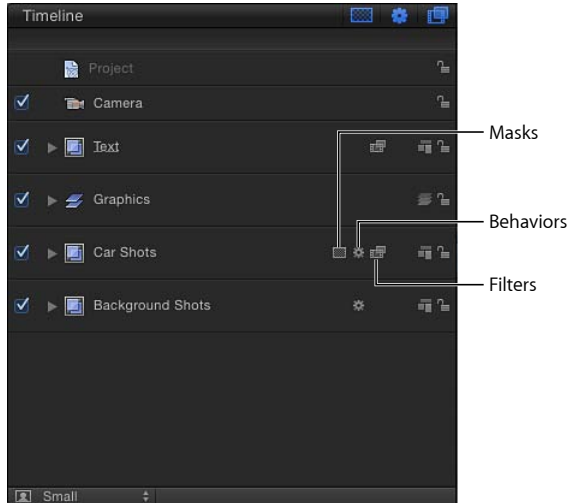 Timeline
Project
Camera
Text
Graphics
Car Shots
Background Shots
Small
Masks
Behaviors
Filters